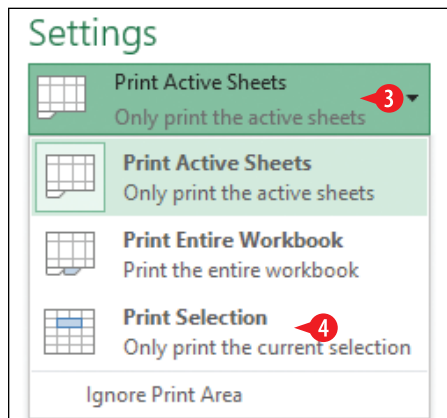 Settings
Print Active Sheets
Only print the active sheets
3
Print Active Sheets
Only print the active sheets
Print Entire Workbook
Print the entire workbook
Print Selection
4
Only print the current selection
Ignore Print Area